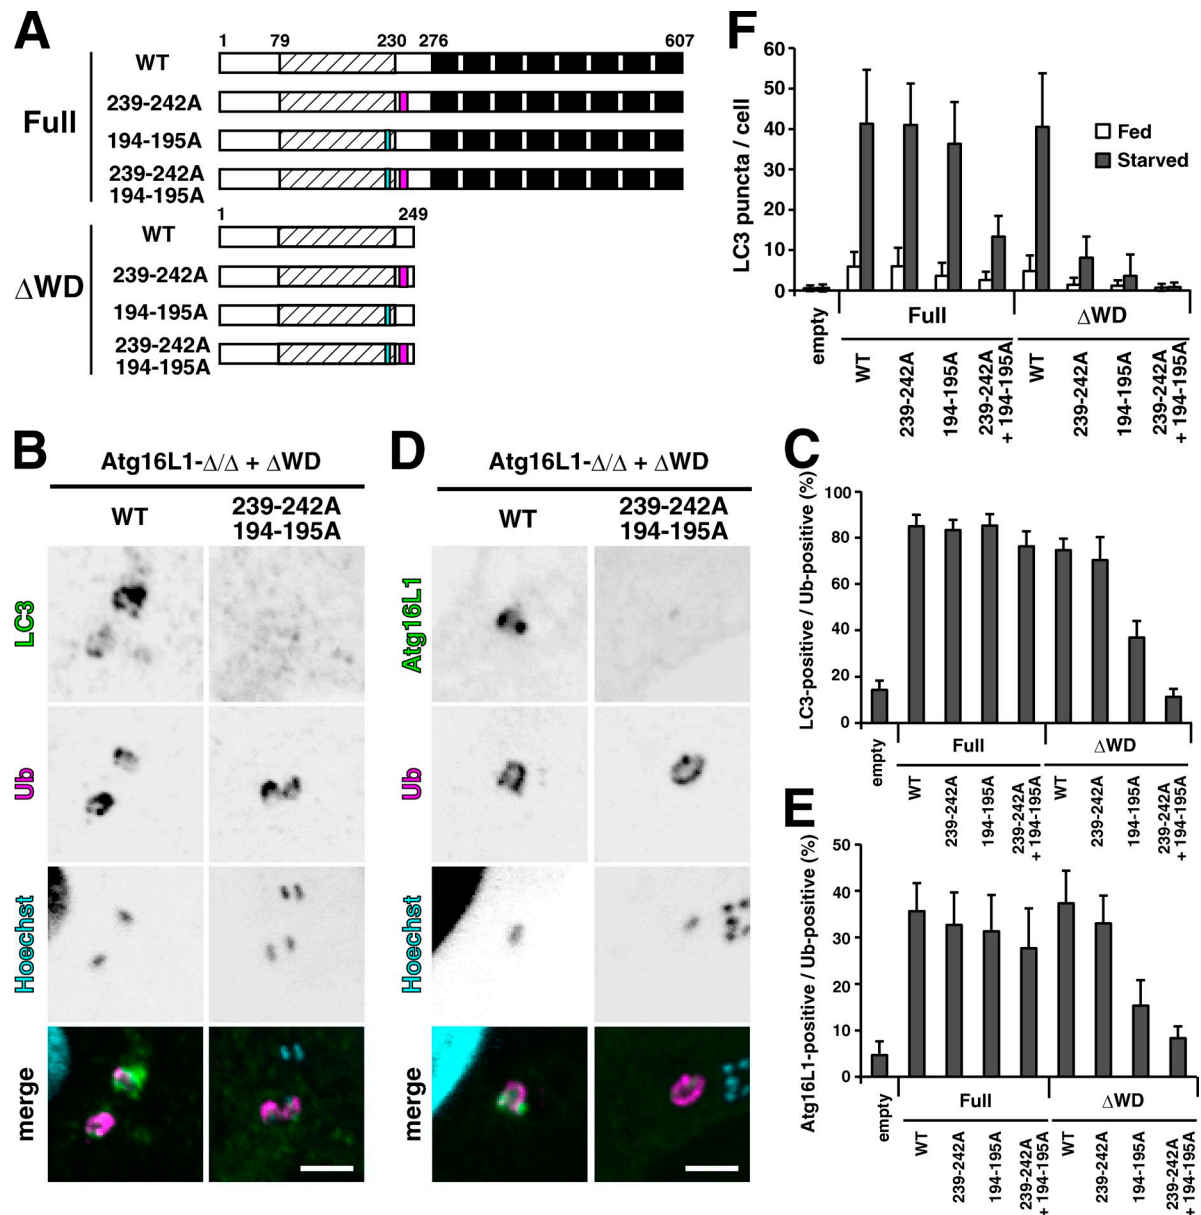 A
1 79 230 276 607
Full
WT
239-242A
194-195A
239-242A
194-195A
1 249
ΔWD
WT
239-242A
194-195A
239-242A
194-195A
F
LC3 puncta / cell
60
50
40
30
20
10
0
Fed
Starved
Full
ΔWD
empty
WT
239-242A
194-195A
239-242A
+ 194-195A
WT
239-242A
194-195A
239-242A
+ 194-195A
B
Atg16L1-Δ/Δ + ΔWD
WT
239-242A
194-195A
LC3
Ub
Hoechst
merge
D
Atg16L1-Δ/Δ + ΔWD
WT
239-242A
194-195A
Atg16L1
Ub
Hoechst
merge
C
LC3-positive / Ub-positive (%)
100
80
60
40
20
0
empty
Full
ΔWD
WT
239-242A
194-195A
239-242A
+ 194-195A
WT
239-242A
194-195A
239-242A
+ 194-195A
E
Atg16L1-positive / Ub-positive (%)
50
40
30
20
10
0
empty
Full
ΔWD
WT
239-242A
194-195A
239-242A
+ 194-195A
WT
239-242A
194-195A
239-242A
+ 194-195A